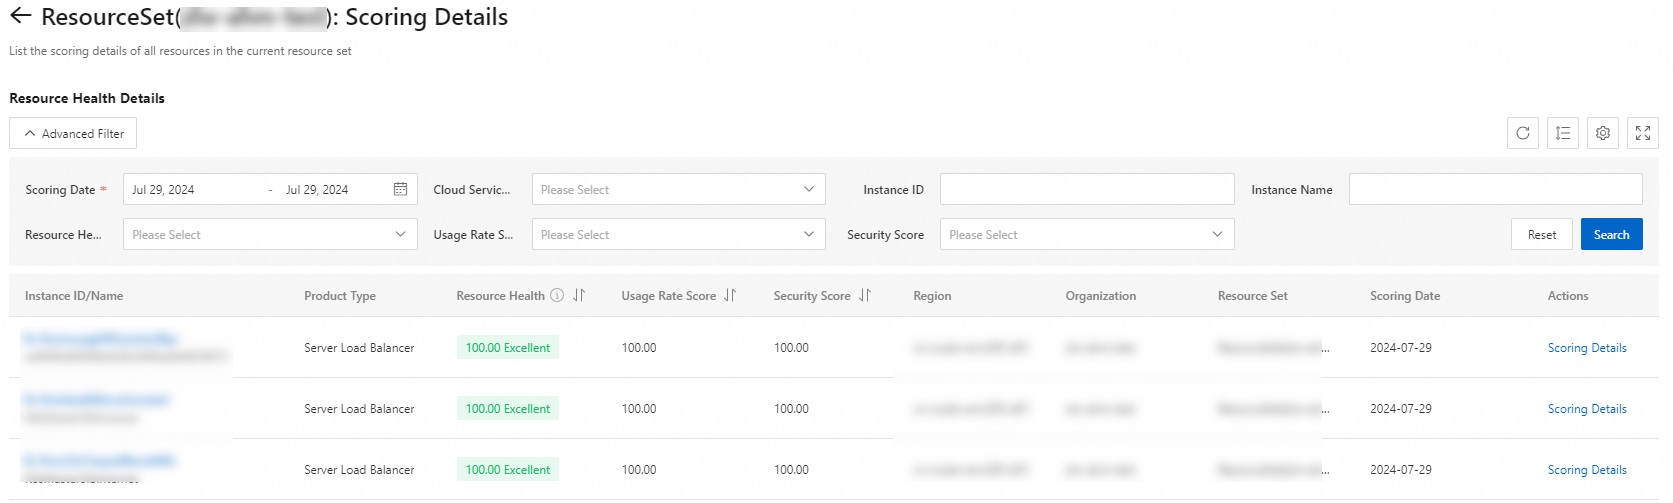 ResourceSet( ): Scoring Details
List the scoring details of all resources in the current resource set
Resource Health Details
Advanced Filter
Scoring Date * Jul 29, 2024 - Jul 29, 2024 Cloud Servic... Please Select Instance ID Instance Name
Resource He... Please Select Usage Rate S... Please Select Security Score Please Select Reset Search
Instance ID/Name Product Type Resource Health Usage Rate Score Security Score Region Organization Resource Set Scoring Date Actions
Server Load Balancer 100.00 Excellent 100.00 100.00 2024-07-29 Scoring Details
Server Load Balancer 100.00 Excellent 100.00 100.00 2024-07-29 Scoring Details
Server Load Balancer 100.00 Excellent 100.00 100.00 2024-07-29 Scoring Details